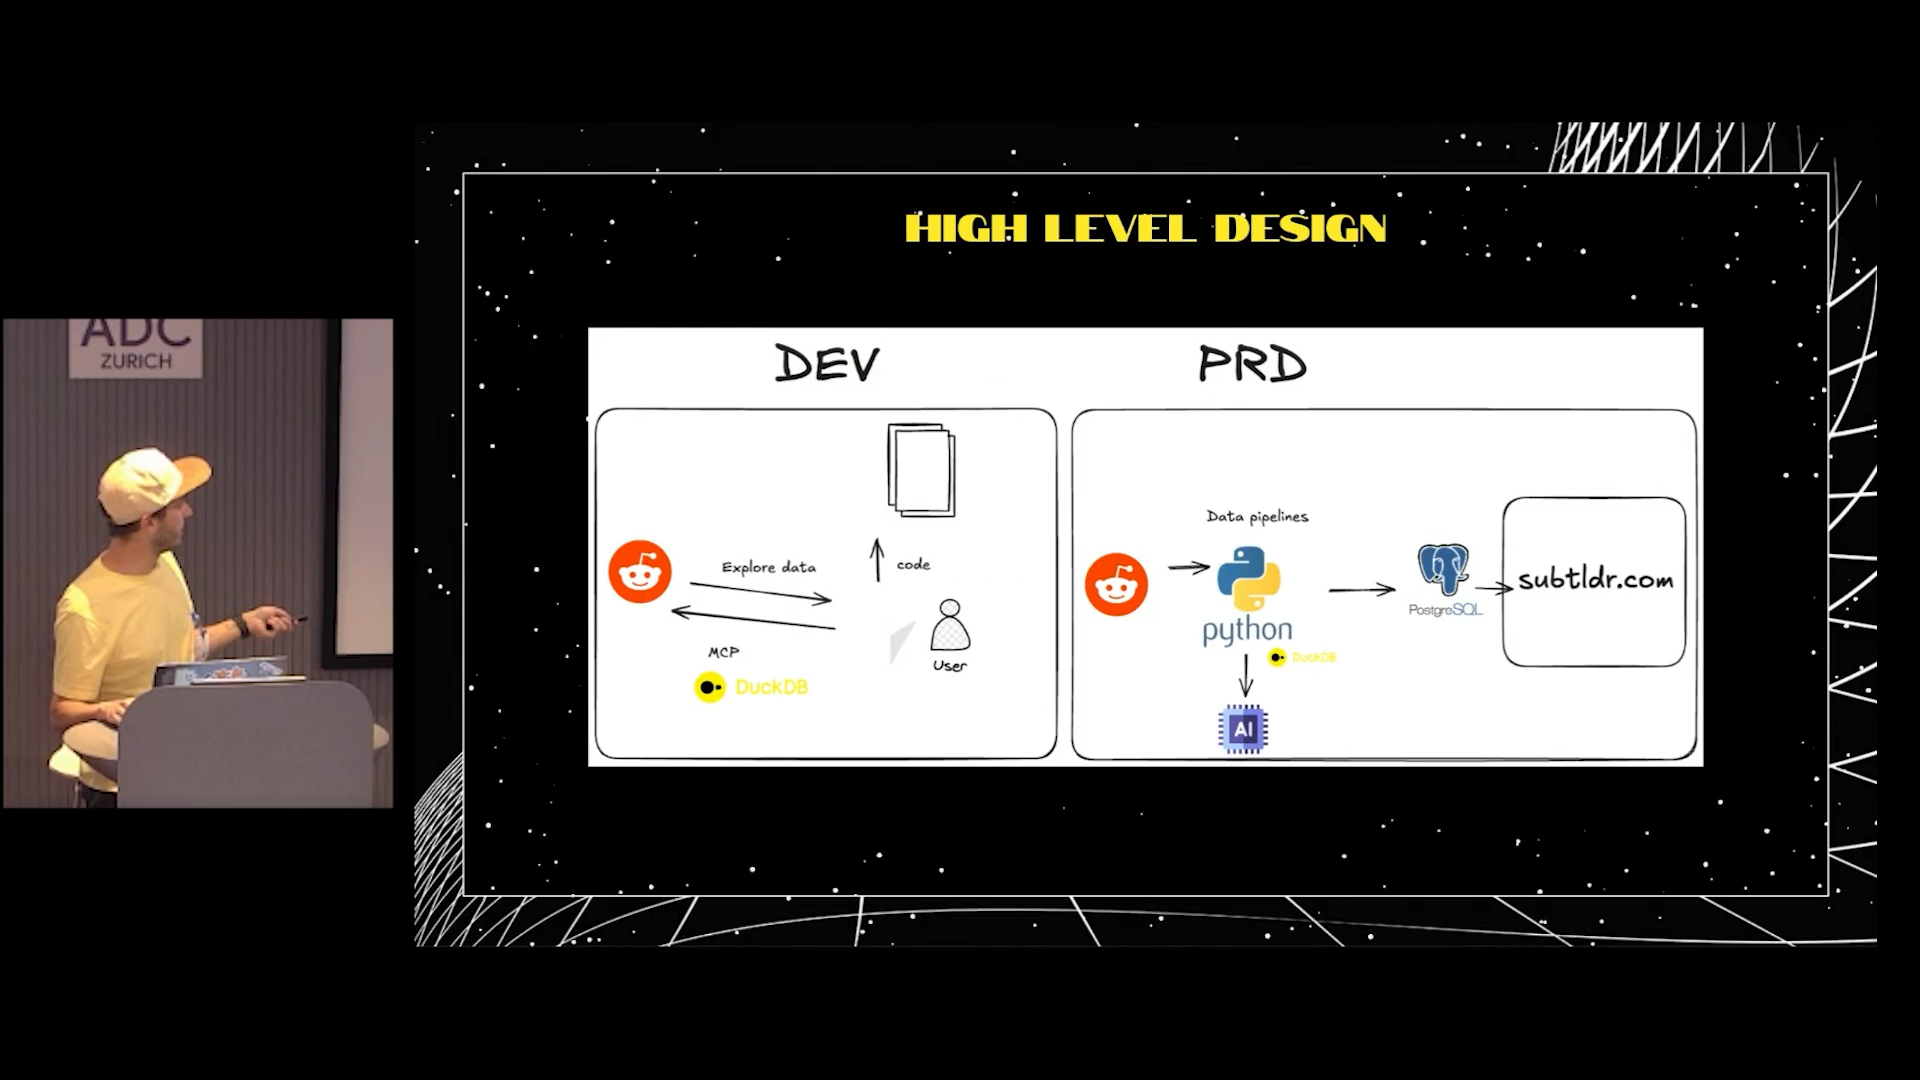 ADC
ZURICH
HIGH LEVEL DESIGN
DEV
PRD
Explore data
code
MCP
DuckDB
User
Data pipelines
python
DuckDB
AI
PostgreSQL
subtldr.com